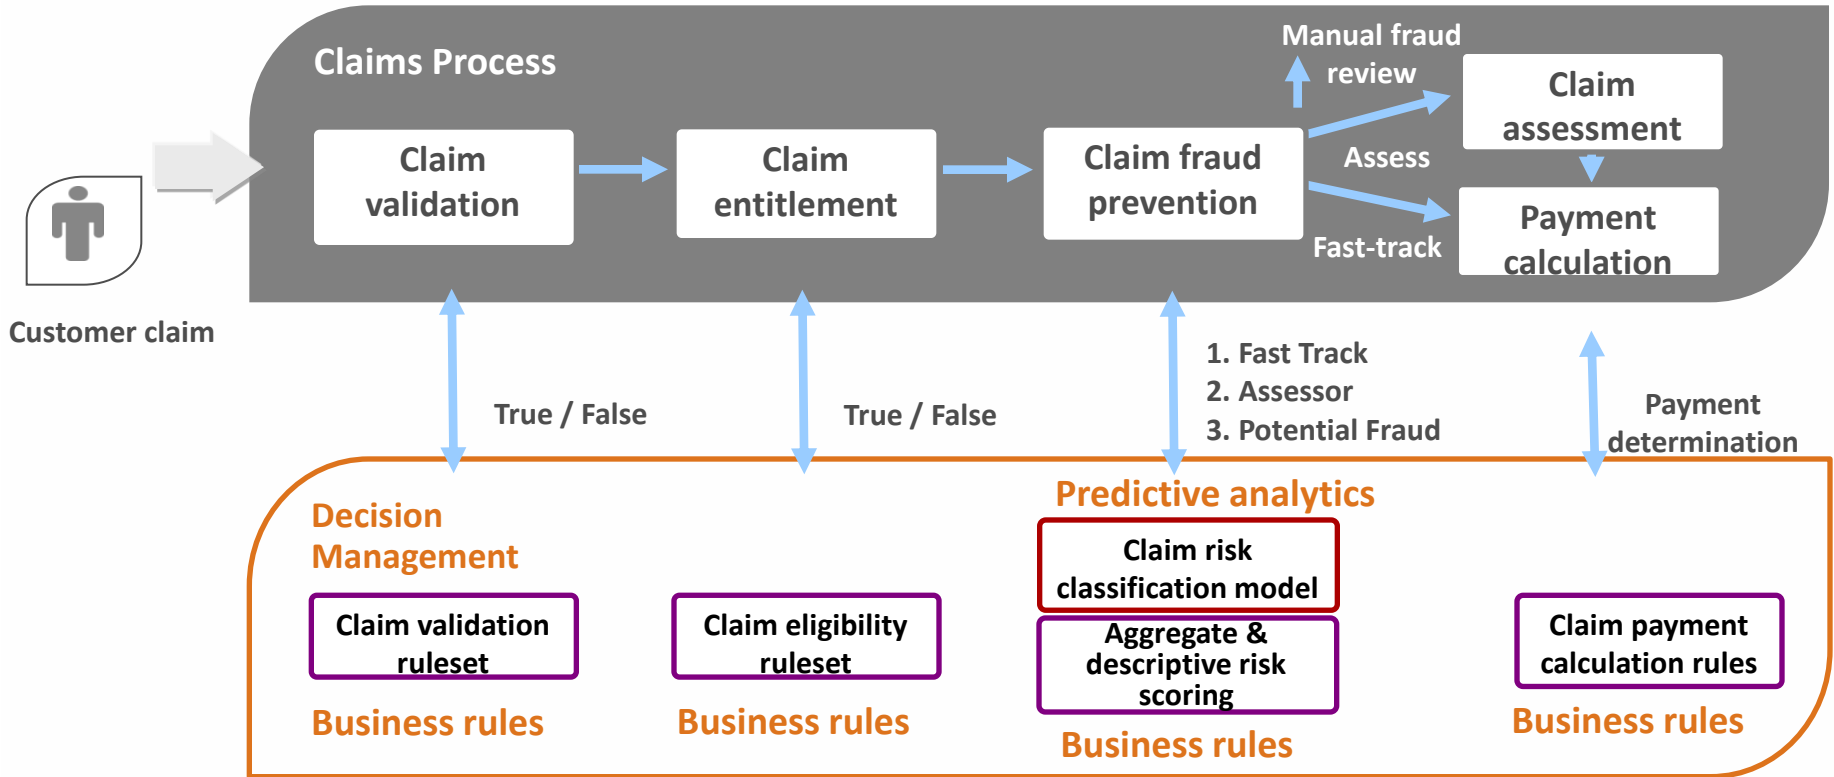 Claims Process
Manual fraud
review
Claim
assessment
Claim
validation
Claim
entitlement
Claim fraud
prevention
Assess
Fast-track
Payment
calculation
Customer claim
True / False
True / False
1. Fast Track
2. Assessor
3. Potential Fraud
Payment
determination
Decision
Management
Predictive analytics
Claim risk
classification model
Claim validation
ruleset
Claim eligibility
ruleset
Aggregate &
descriptive risk
scoring
Claim payment
calculation rules
Business rules
Business rules
Business rules
Business rules